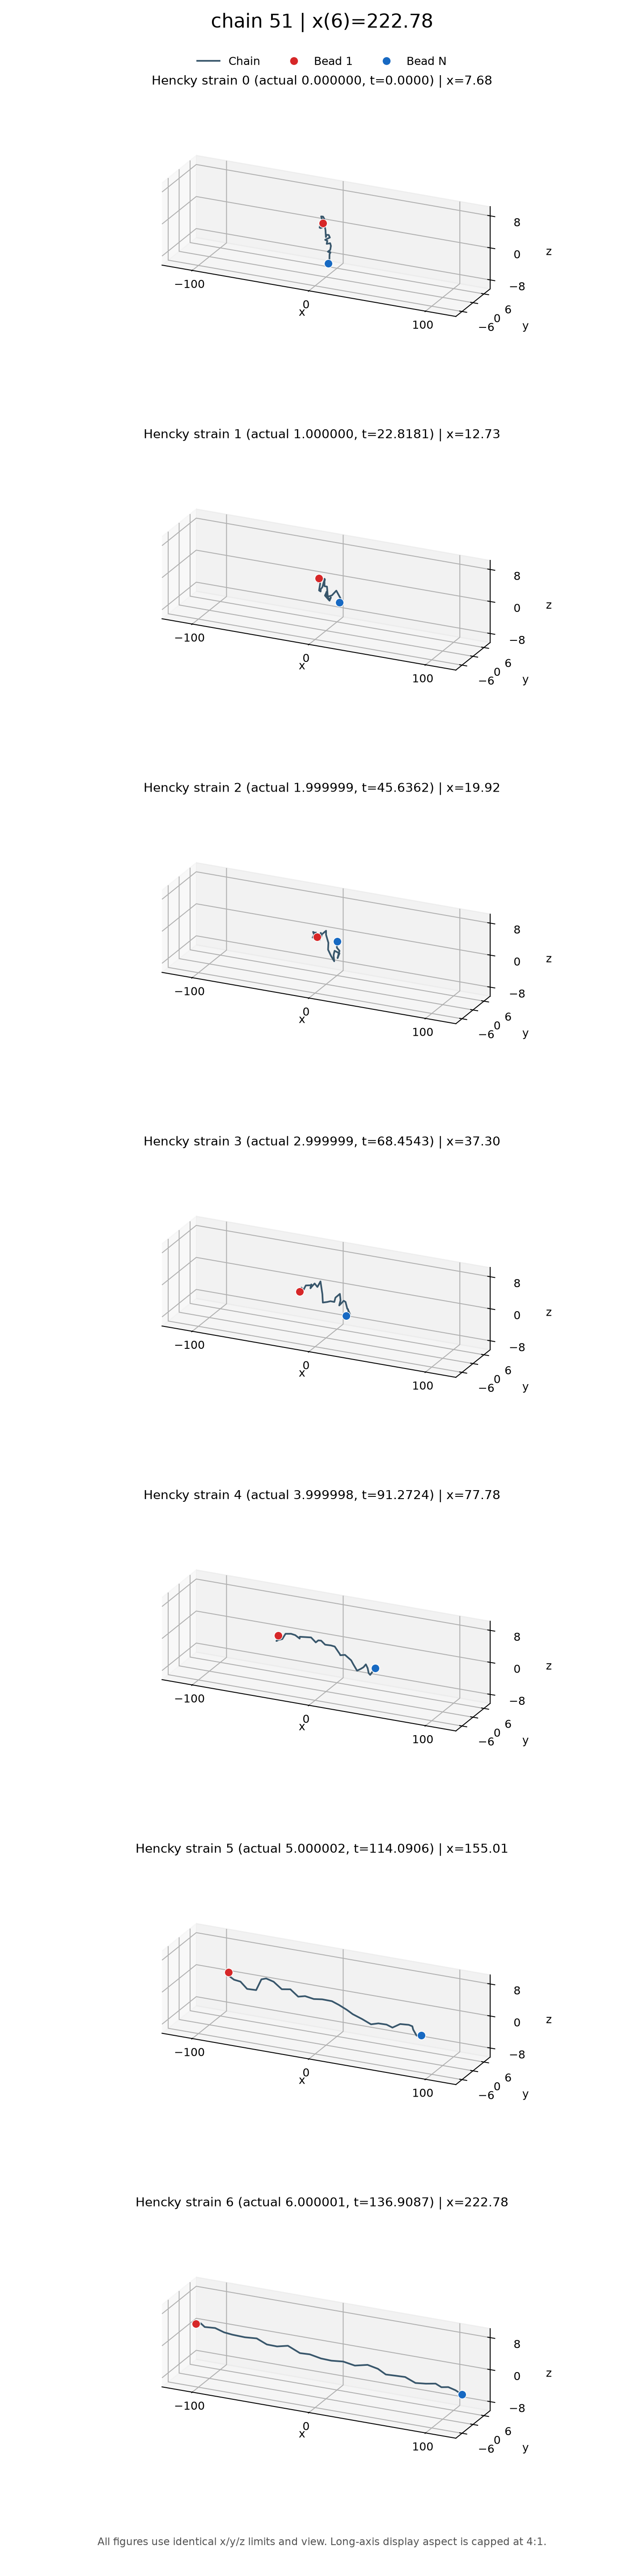 chain 51 | x(6)=222.78
Chain Bead 1 Bead N
Hencky strain 0 (actual 0.000000, t=0.0000) | x=7.68
8
0
−8
z
−100
0
100
x
−6
0
6
y
Hencky strain 1 (actual 1.000000, t=22.8181) | x=12.73
8
0
−8
z
−100
0
100
x
−6
0
6
y
Hencky strain 2 (actual 1.999999, t=45.6362) | x=19.92
8
0
−8
z
−100
0
100
x
−6
0
6
y
Hencky strain 3 (actual 2.999999, t=68.4543) | x=37.30
8
0
−8
z
−100
0
100
x
−6
0
6
y
Hencky strain 4 (actual 3.999998, t=91.2724) | x=77.78
8
0
−8
z
−100
0
100
x
−6
0
6
y
Hencky strain 5 (actual 5.000002, t=114.0906) | x=155.01
8
0
−8
z
−100
0
100
x
−6
0
6
y
Hencky strain 6 (actual 6.000001, t=136.9087) | x=222.78
8
0
−8
z
−100
0
100
x
−6
0
6
y
All figures use identical x/y/z limits and view. Long-axis display aspect is capped at 4:1.